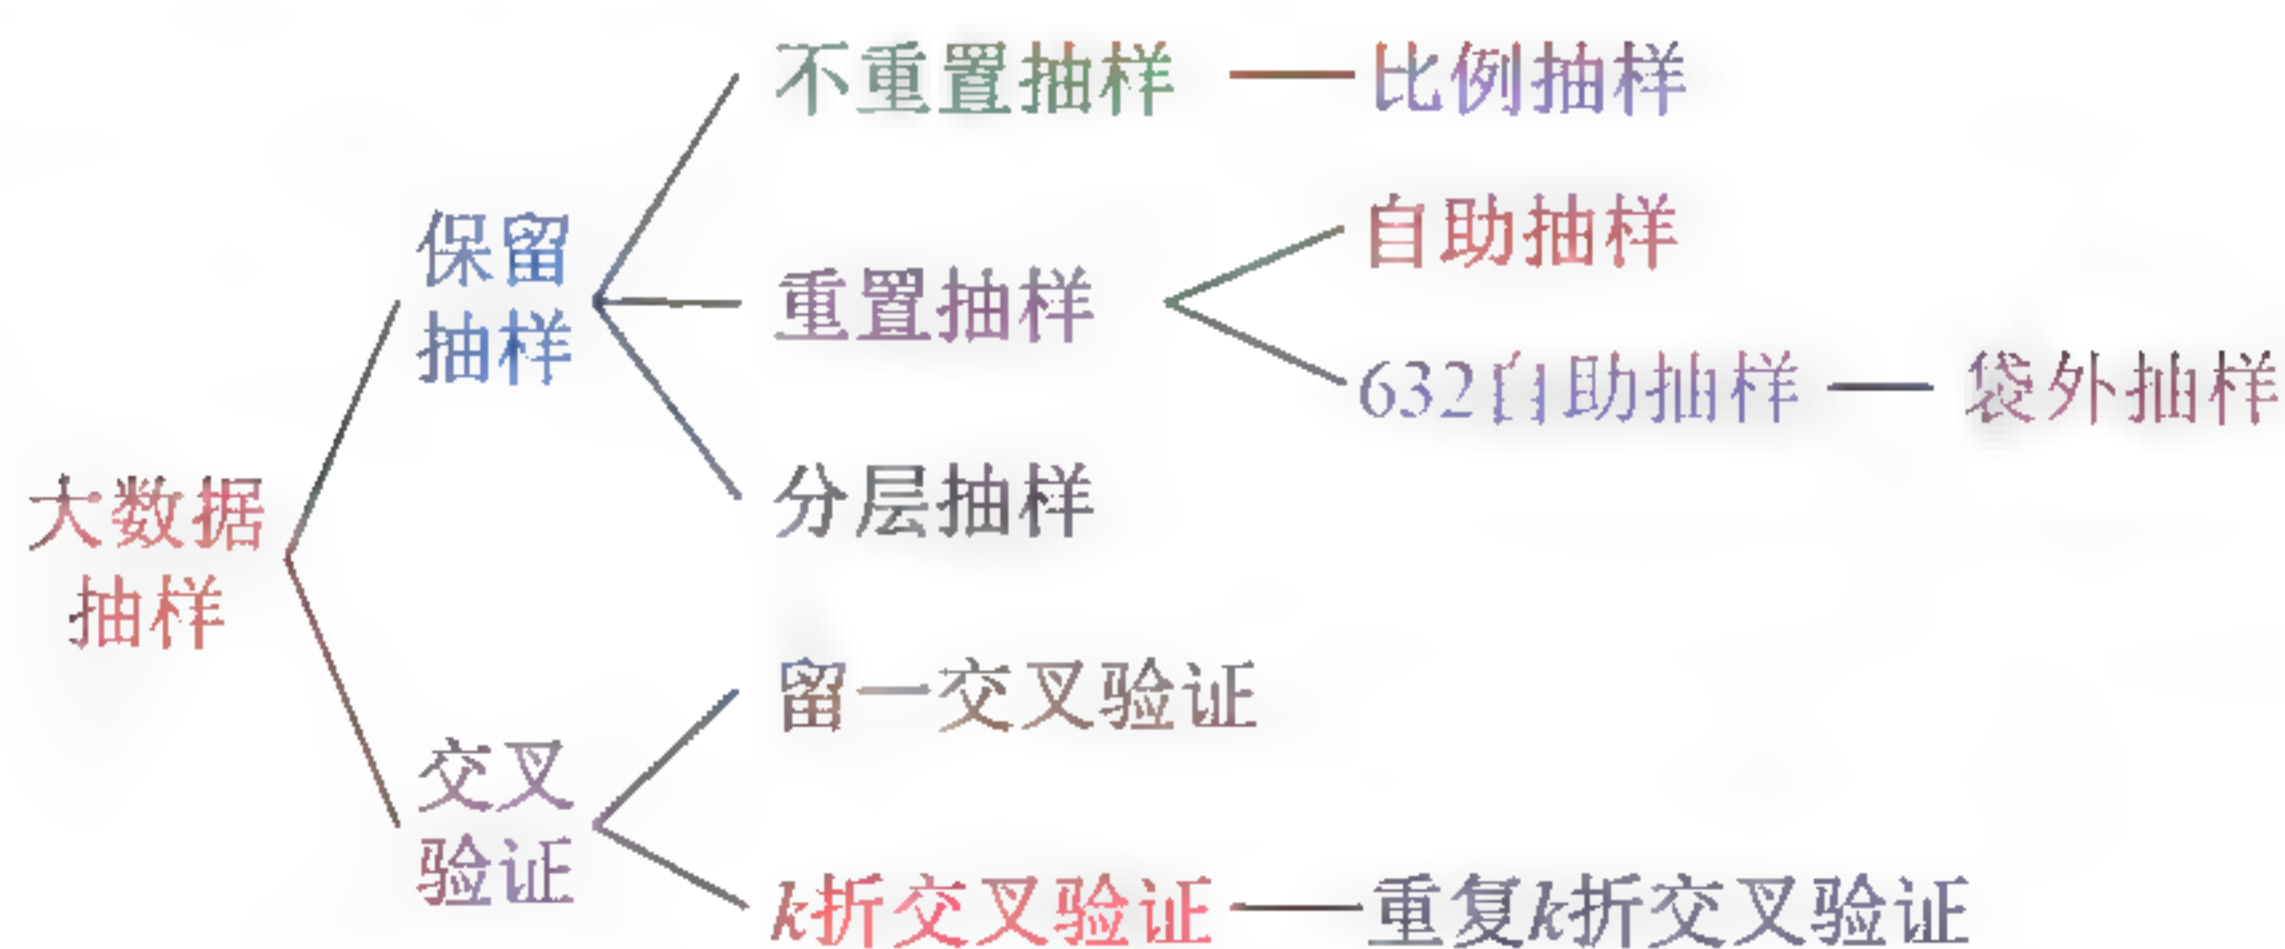 不重置抽样
比例抽样
自助抽样
保留
抽样
重置抽样
632自助抽样
袋外抽样
分层抽样
大数据
抽样
留一交叉验证
交叉
验证
k折交叉验证
重复k折交叉验证